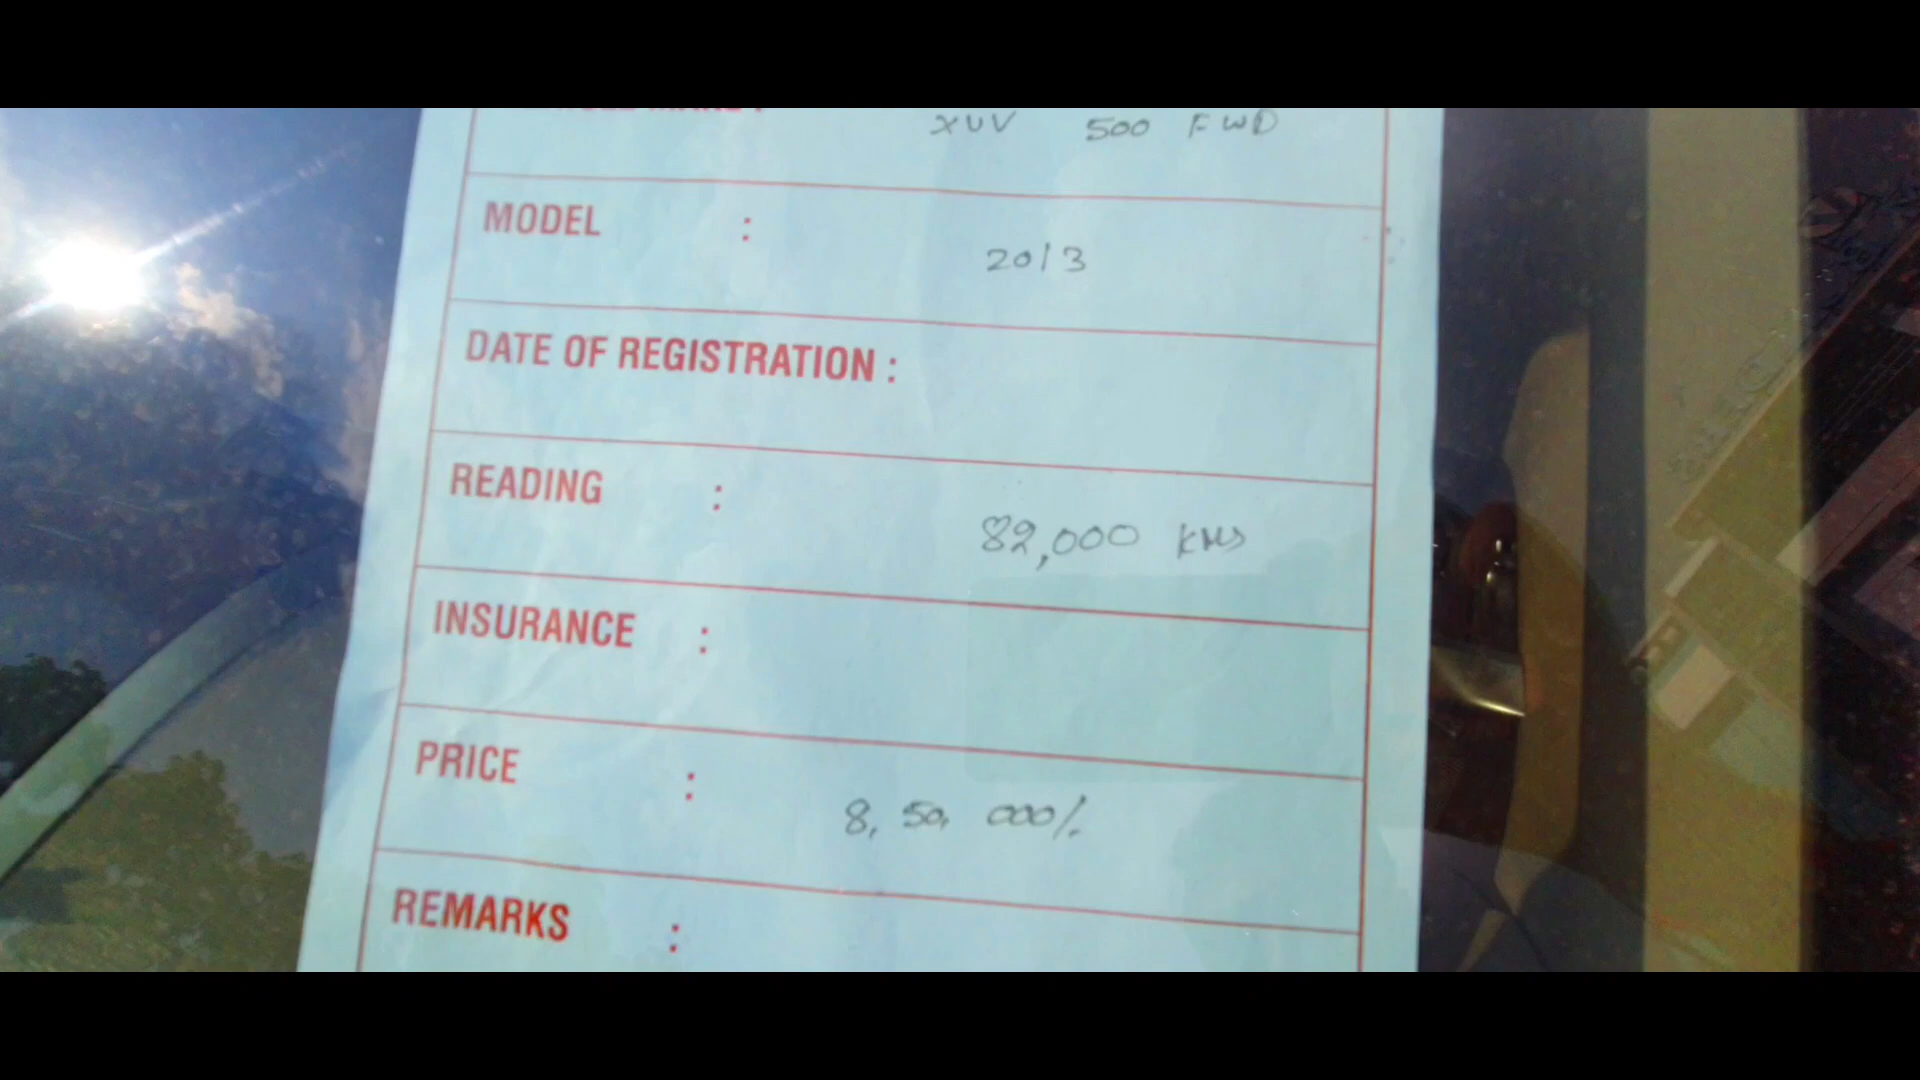 XUV 500 FWD
MODEL : 2013
DATE OF REGISTRATION :
READING : 82,000 KMS
INSURANCE :
PRICE : 8,50,000/.
REMARKS :